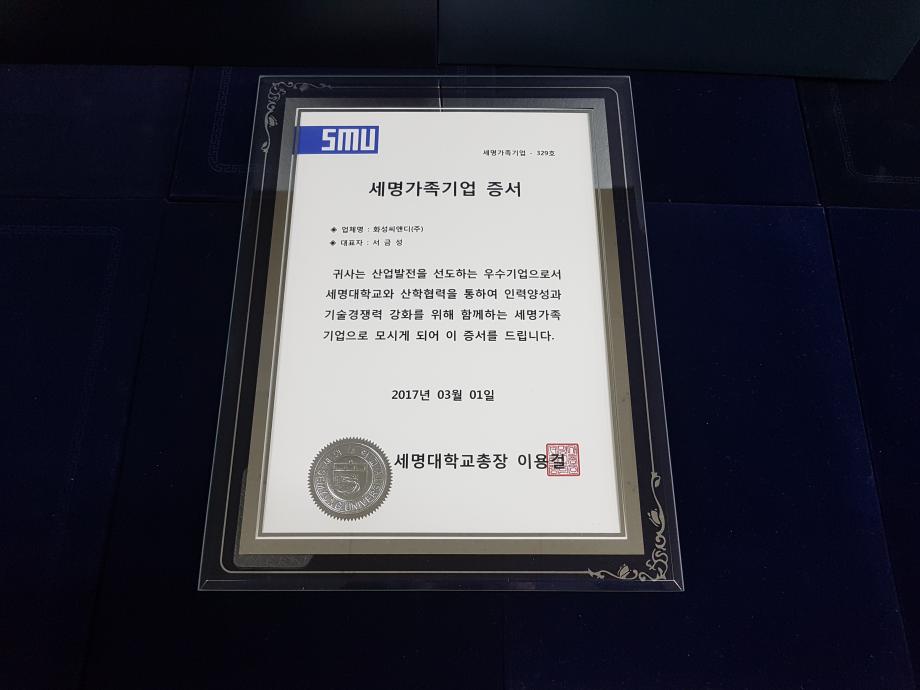 SMU
세명가족기업 - 329호
세명가족기업 증서
◈ 업체명 : 화성씨앤디(주)
◈ 대표자 : 서 금 성
귀사는 산업발전을 선도하는 우수기업으로서
세명대학교와 산학협력을 통하여 인력양성과
기술경쟁력 강화를 위해 함께하는 세명가족
기업으로 모시게 되어 이 증서를 드립니다.
2017년 03월 01일
세명대학교총장 이용걸